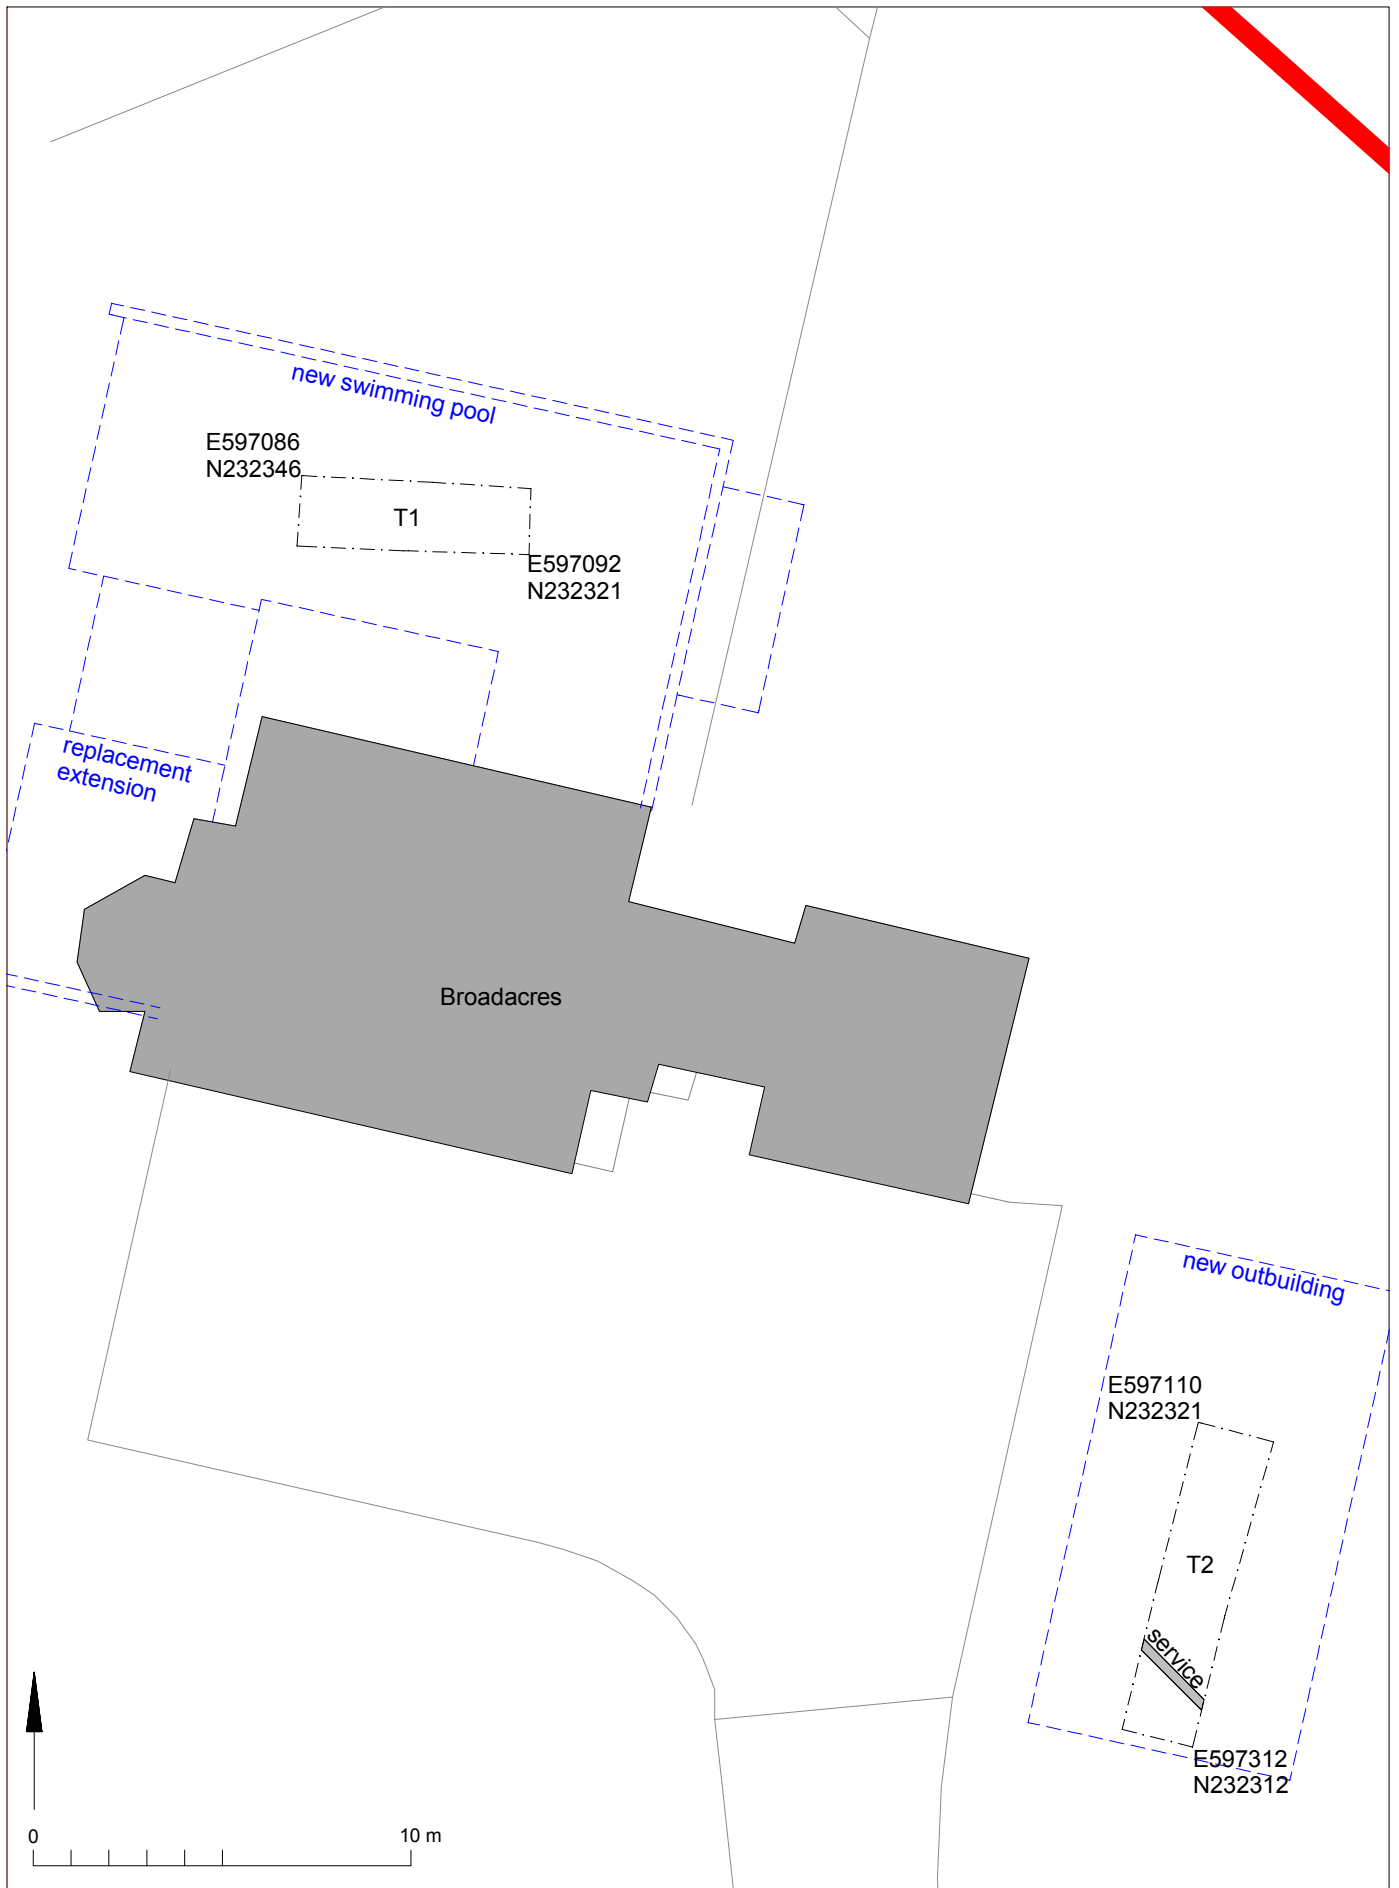 new swimming pool
E597086
N232346
T1
E597092
N232321
replacement
extension
Broadacres
new outbuilding
E597110
N232321
T2
service
E597312
N232312
0
10 m